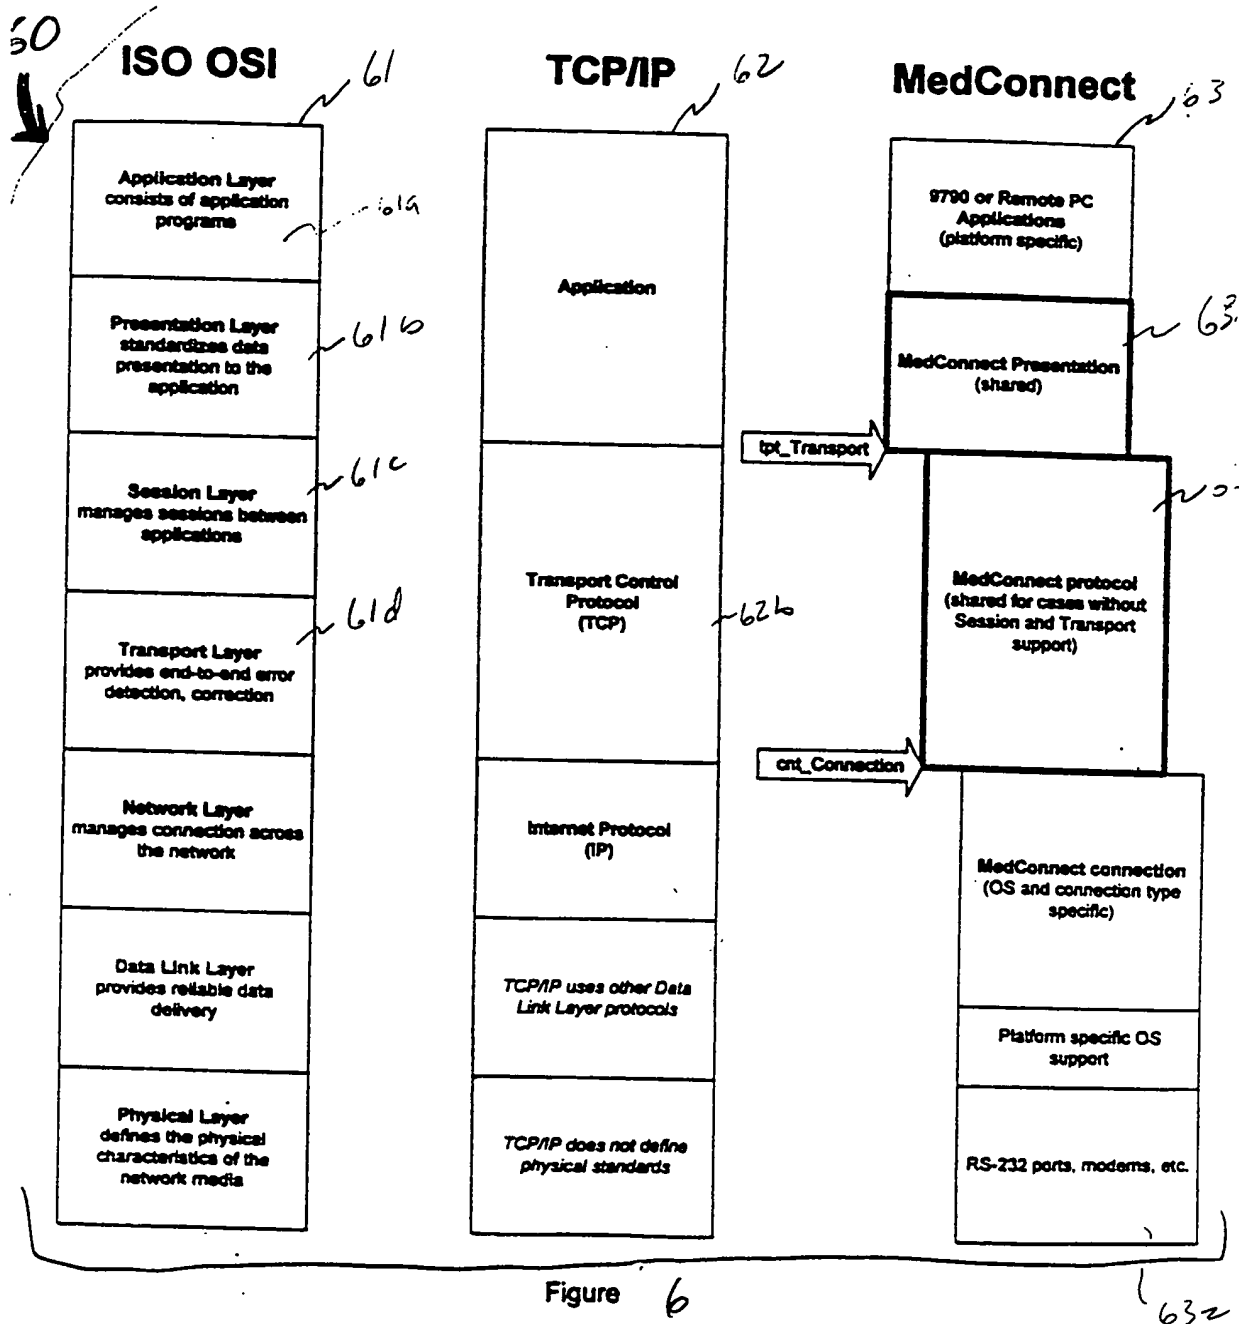 ISO OSI
61
TCP/IP
62
MedConnect
63
Application Layer
consists of application
programs
61a
Presentation Layer
standardizes data
presentation to the
application
61b
Session Layer
manages sessions between
applications
61c
Transport Layer
provides end-to-end error
detection, correction
61d
Network Layer
manages connection across
the network
Data Link Layer
provides reliable data
delivery
Physical Layer
defines the physical
characteristics of the
network media
Application
Transport Control
Protocol
(TCP)
62b
Internet Protocol
(IP)
TCP/IP uses other Data
Link Layer protocols
TCP/IP does not define
physical standards
9790 or Remote PC
Applications
(platform specific)
MedConnect Presentation
(shared)
tpt_Transport
MedConnect protocol
(shared for cases without
Session and Transport
support)
cnt_Connection
MedConnect connection
(OS and connection type
specific)
Platform specific OS
support
RS-232 ports, modems, etc.
Figure 6
63z